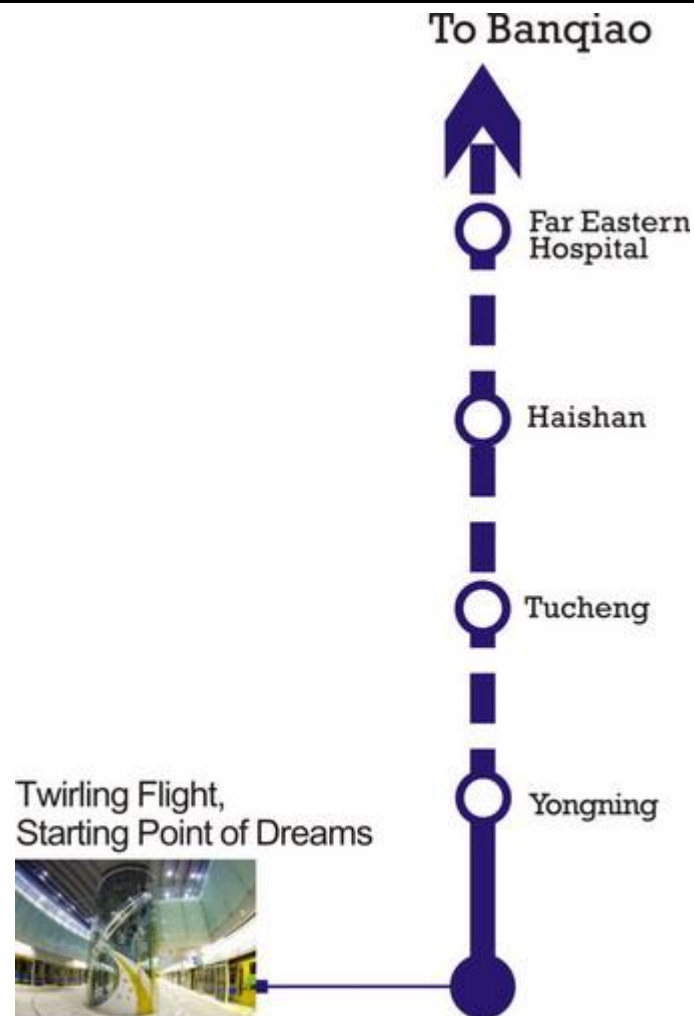 To Banqiao
Far Eastern
Hospital
Haishan
Tucheng
Yongning
Twirling Flight,
Starting Point of Dreams